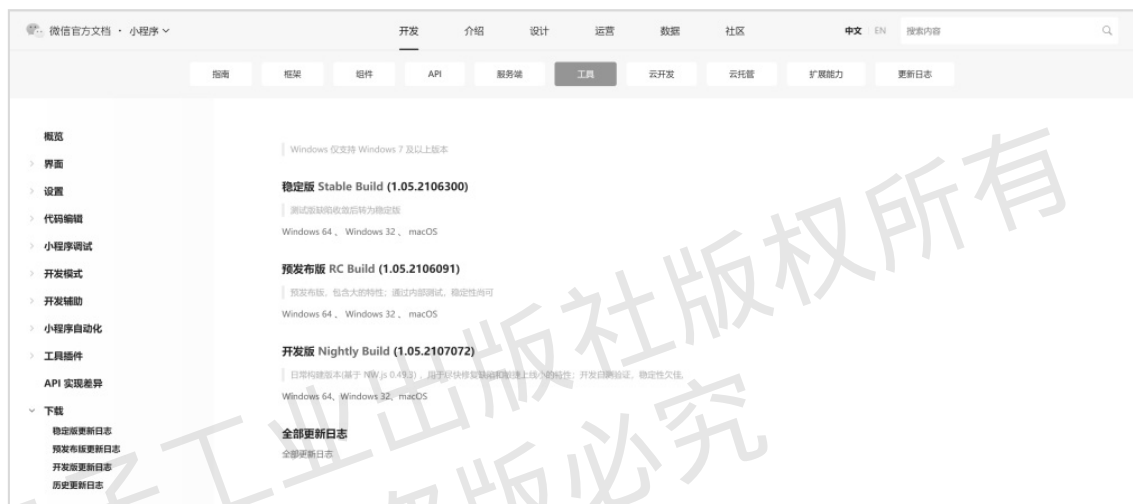 微信官方文档 · 小程序
开发 介绍 设计 运营 数据 社区 中文 EN 搜索内容
指南 框架 组件 API 服务端 工具 云开发 云托管 扩展能力 更新日志
概览
界面
设置
代码编辑
小程序调试
开发模式
开发辅助
小程序自动化
工具插件
API 实现差异
下载
稳定版更新日志
预发布版更新日志
开发版更新日志
历史更新日志
Windows 仅支持 Windows 7 及以上版本
稳定版 Stable Build (1.05.2106300)
测试版缺陷收敛后转为稳定版
Windows 64 、 Windows 32 、 macOS
预发布版 RC Build (1.05.2106091)
预发布版，包含大的特性；通过内部测试，稳定性尚可
Windows 64 、 Windows 32 、 macOS
开发版 Nightly Build (1.05.2107072)
日常构建版本(基于 NW.js 0.49.3) ，用于尽快修复缺陷和敏捷上线小的特性；开发自测验证，稳定性欠佳,
Windows 64、Windows 32、macOS
全部更新日志
全部更新日志
子工业出版社版权所有
盗版必究